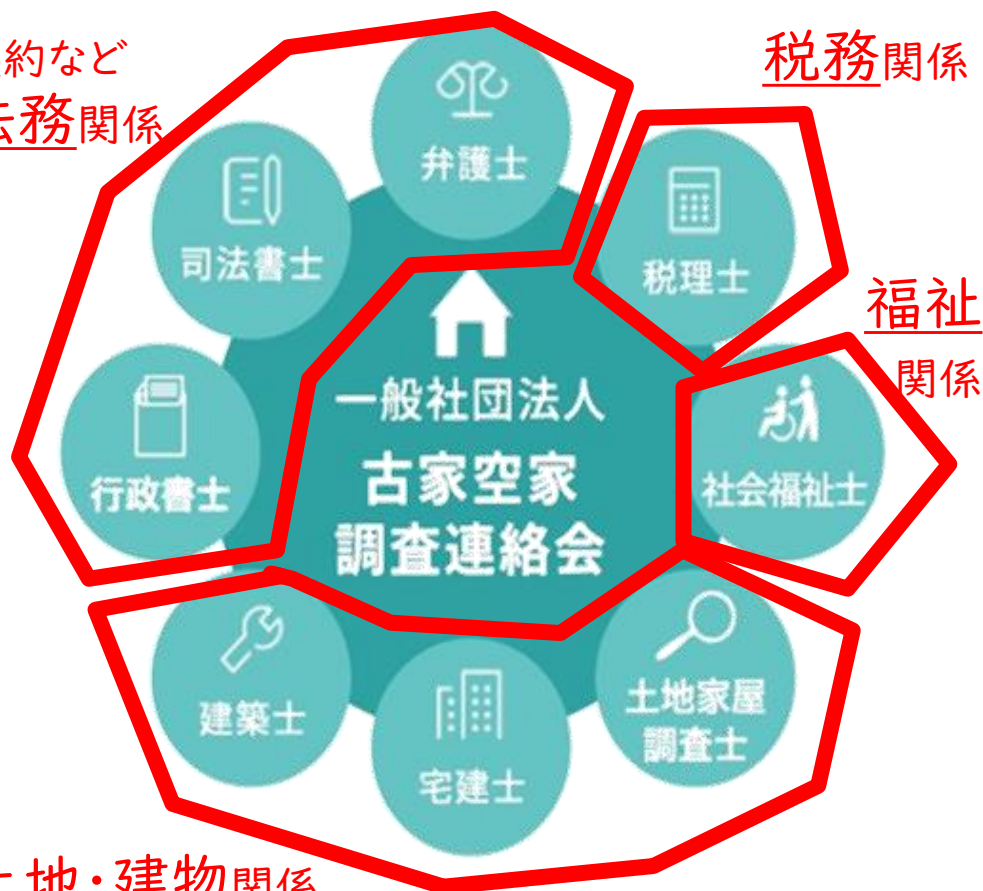 約など
務関係
税務関係
弁護士
司法書士
税理士
福祉
関係
一般社団法人
古家空家
調査連絡会
行政書士
社会福祉士
建築士
宅建士
土地家屋
調査士
地・建物関係